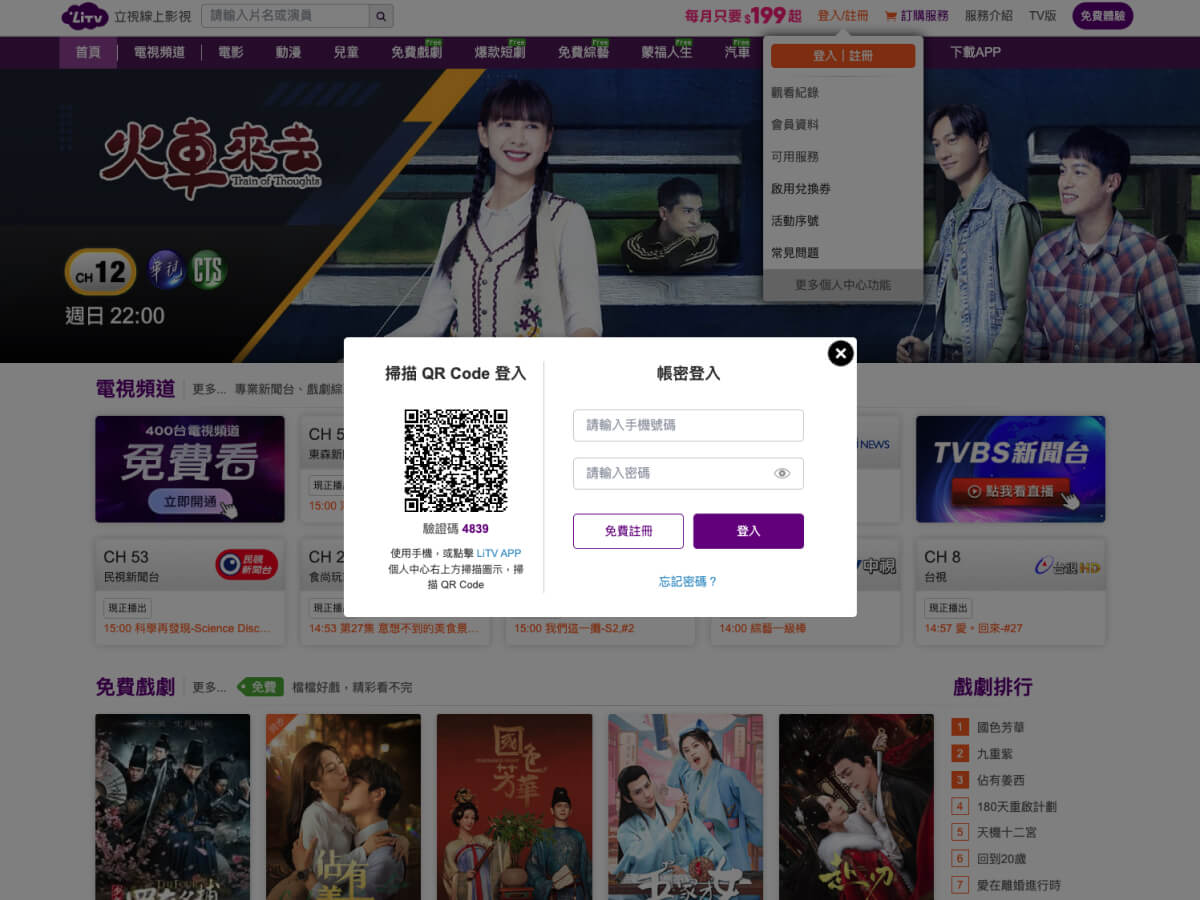 LiTV 立視線上影視
請輸入片名或演員
每月只要$199起
登入/註冊
訂購服務
服務介紹
TV版
免費體驗
首頁
電視頻道
電影
動漫
兒童
免費戲劇 Free
爆款短劇 Free
免費綜藝 Free
蒙福人生 Free
汽車 Free
下載APP
登入｜註冊
觀看紀錄
會員資料
可用服務
啟用兌換券
活動序號
常見問題
更多個人中心功能
火車來去
Train of Thoughts
CH 12
華視 CTS
週日 22:00
掃描 QR Code 登入
驗證碼 4839
使用手機，或點擊 LiTV APP
個人中心右上方掃描圖示，掃
描 QR Code
帳密登入
請輸入手機號碼
請輸入密碼
免費註冊
登入
忘記密碼？
電視頻道
更多...
專業新聞台、戲劇綜
400台電視頻道
免費看
立即開通
CH 5
東森新
現正播
15:00
NEWS
TVBS新聞台
點我看直播
CH 53
民視新聞台
民視
新聞台
現正播出
15:00 科學再發現-Science Disc...
CH 2
食尚玩
現正播
14:53 第27集 意想不到的美食景...
15:00 我們這一攤-S2,#2
中視
14:00 綜藝一級棒
CH 8
台視
台視HD
現正播出
14:57 愛。回來-#27
免費戲劇
更多...
免費
檔檔好戲，精彩看不完
國色芳華
佔有
戲劇排行
1 國色芳華
2 九重紫
3 佔有姜西
4 180天重啟計劃
5 天機十二宮
6 回到20歲
7 愛在離婚進行時